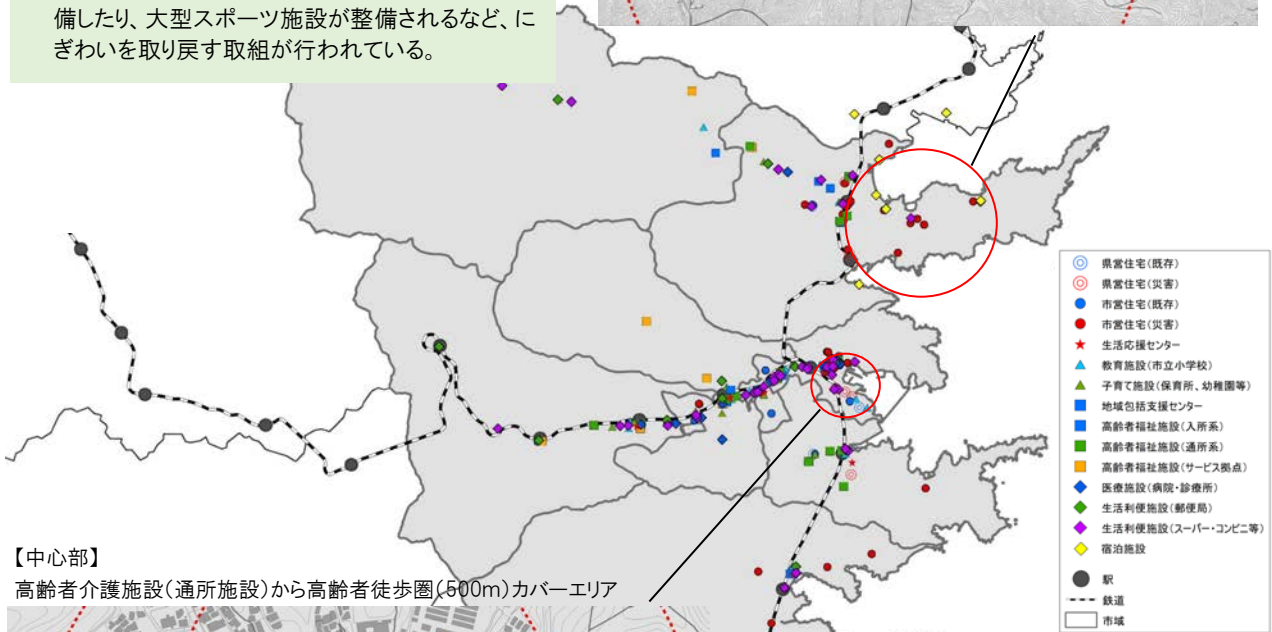 備したり、大型スポーツ施設が整備されるなど、に
ぎわいを取り戻す取組が行われている。
県営住宅(既存)
県営住宅(災害)
市営住宅(既存)
市営住宅(災害)
生活応援センター
教育施設(市立小学校)
子育て施設(保育所、幼稚園等)
地域包括支援センター
高齢者福祉施設(入所系)
高齢者福祉施設(通所系)
高齢者福祉施設(サービス拠点)
医療施設(病院・診療所)
生活利便施設(郵便局)
生活利便施設(スーパー・コンビニ等)
宿泊施設
駅
鉄道
市域
【中心部】
高齢者介護施設(通所施設)から高齢者徒歩圏(500m)カバーエリア